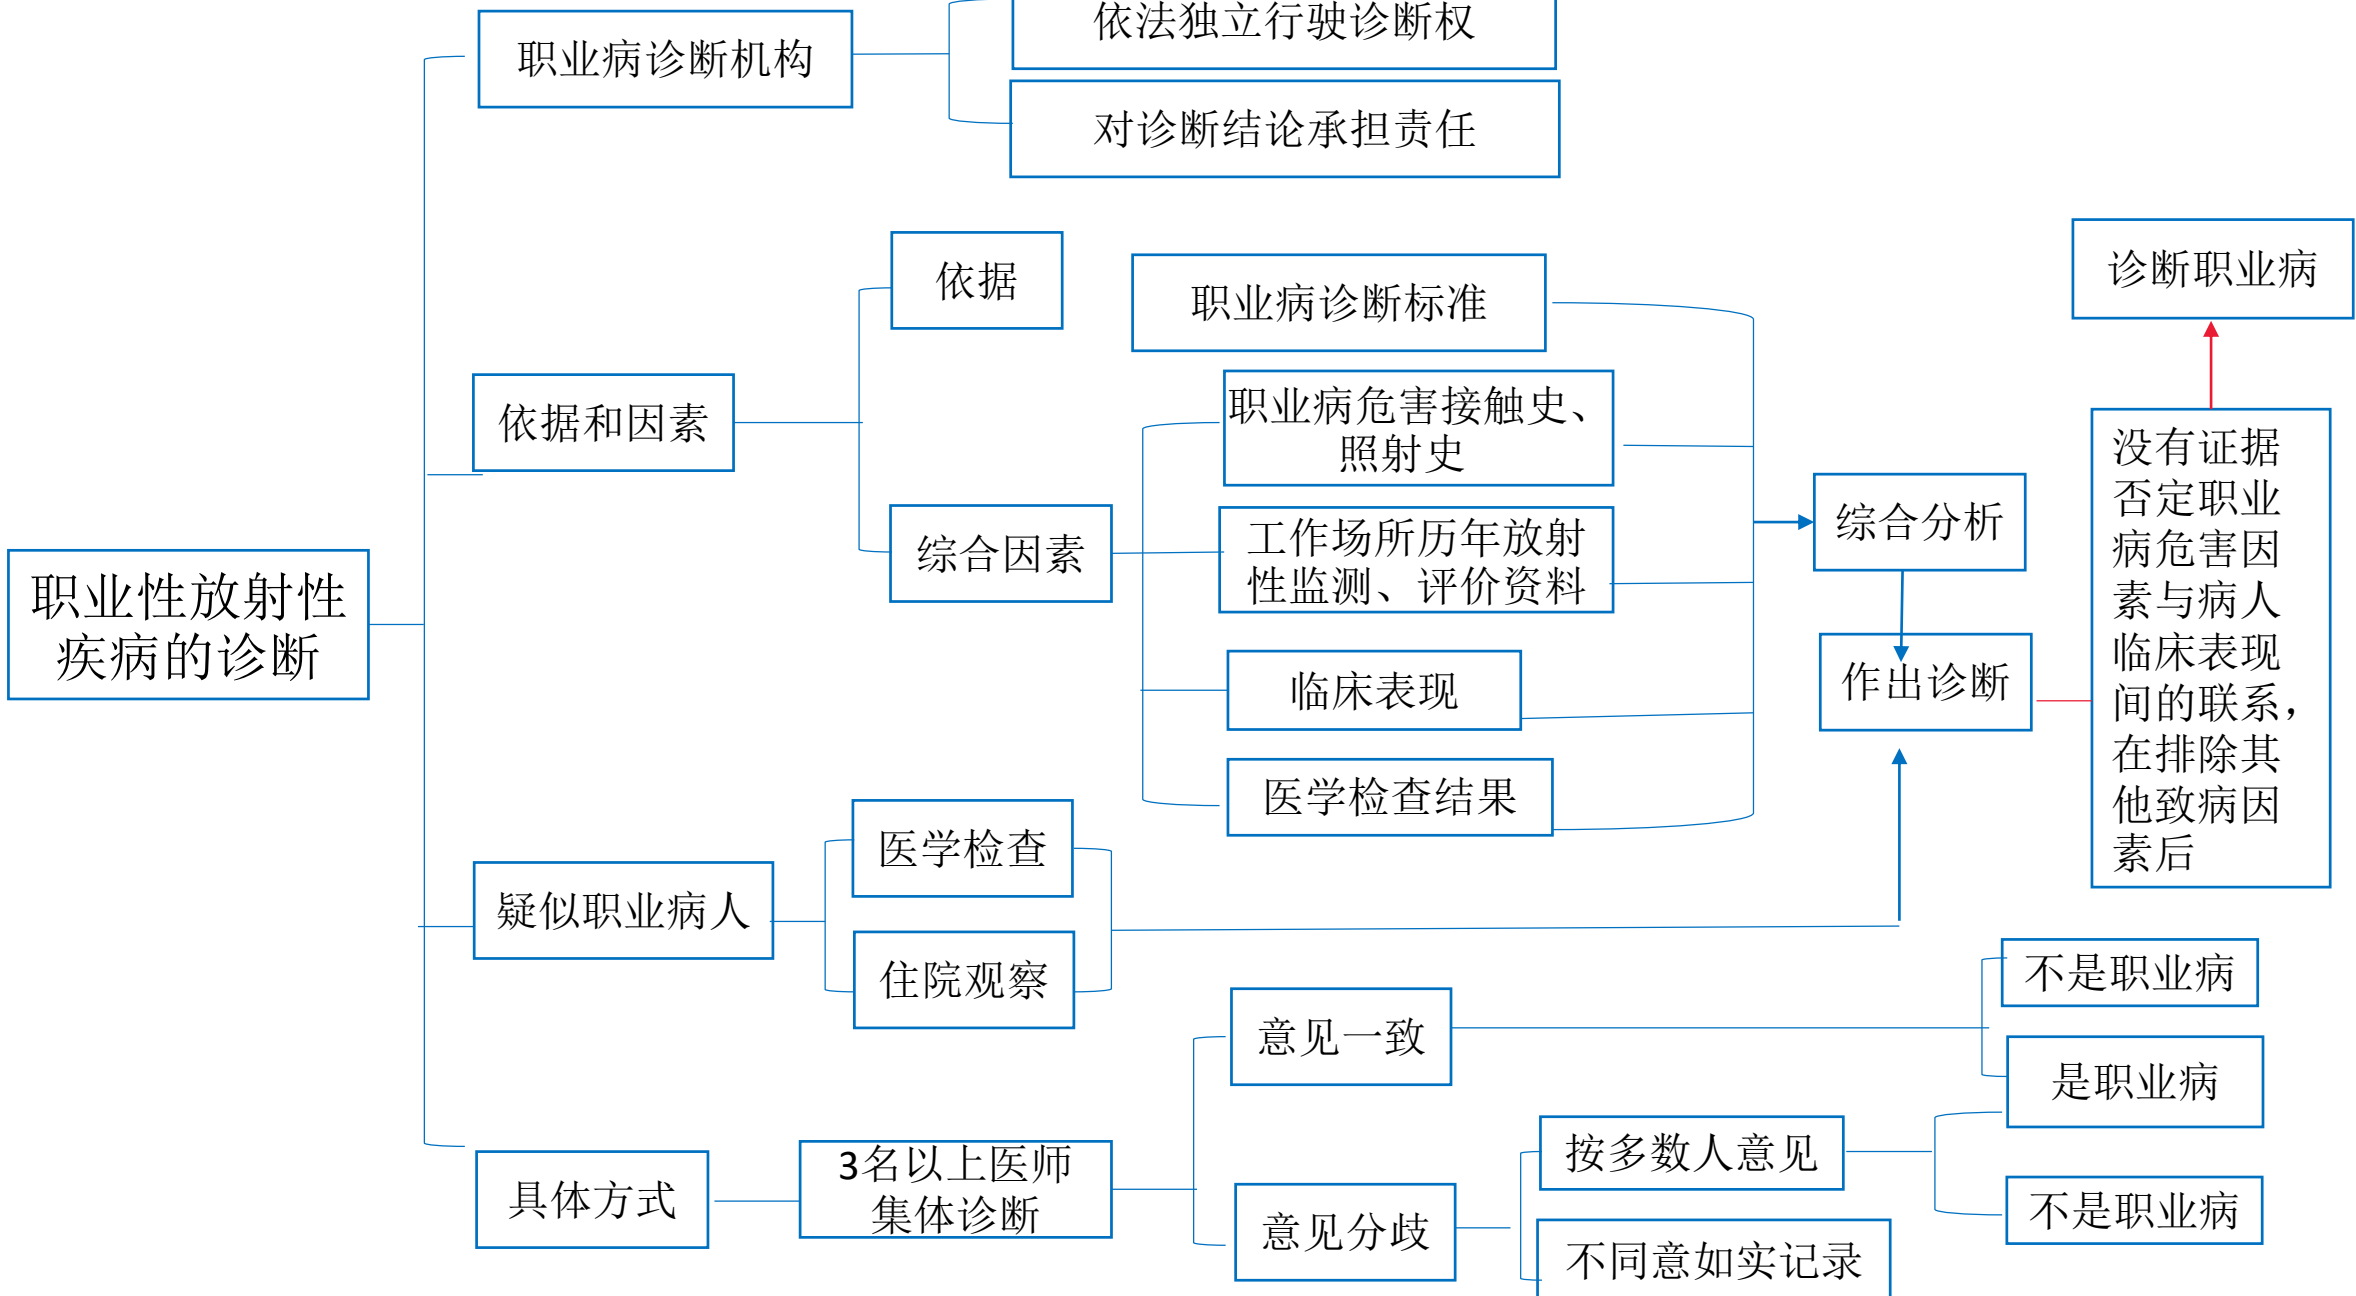 依法独立行驶诊断权
职业病诊断机构
对诊断结论承担责任
诊断职业病
依据
职业病诊断标准
依据和因素
职业病危害接触史、
照射史
没有证据
否定职业
病危害因
素与病人
临床表现
间的联系，
在排除其
他致病因
素后
综合因素
工作场所历年放射
性监测、评价资料
综合分析
职业性放射性
疾病的诊断
临床表现
作出诊断
医学检查结果
疑似职业病人
医学检查
住院观察
不是职业病
意见一致
是职业病
具体方式
3名以上医师
集体诊断
按多数人意见
意见分歧
不是职业病
不同意如实记录